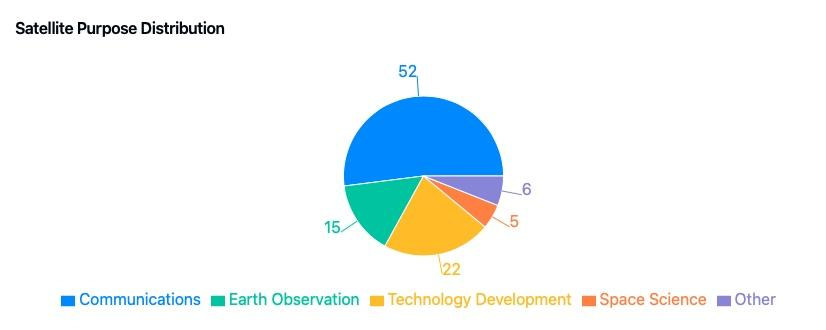 Satellite Purpose Distribution
52
6
5
15
22
Communications Earth Observation Technology Development Space Science Other